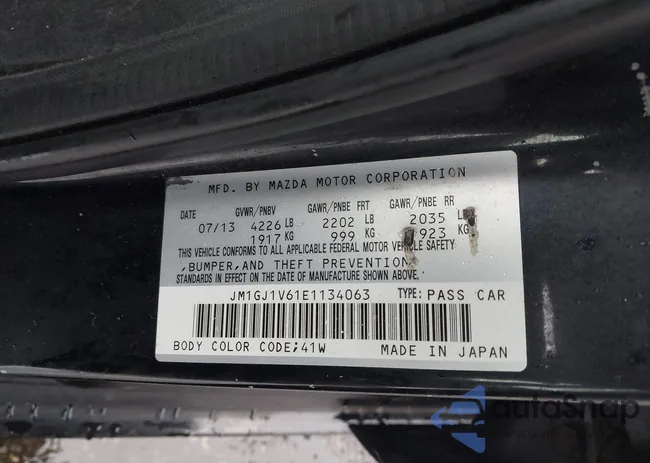 MFD. BY MAZDA MOTOR CORPORATION
DATE GVWR/PNBV GAWR/PNBE FRT GAWR/PNBE RR
07/13 4226 LB 2202 LB 2035 LB
1917 KG 999 KG 923 KG
THIS VEHICLE CONFORMS TO ALL APPLICABLE FEDERAL MOTOR VEHICLE SAFETY
,BUMPER,AND THEFT PREVENTION
STANDARDS IN EFFECT ON THE DATE OF MANUFACTURE SHOWN ABOVE.
JM1GJ1V61E1134063 TYPE: PASS CAR
BODY COLOR CODE;41W MADE IN JAPAN
autoSnap